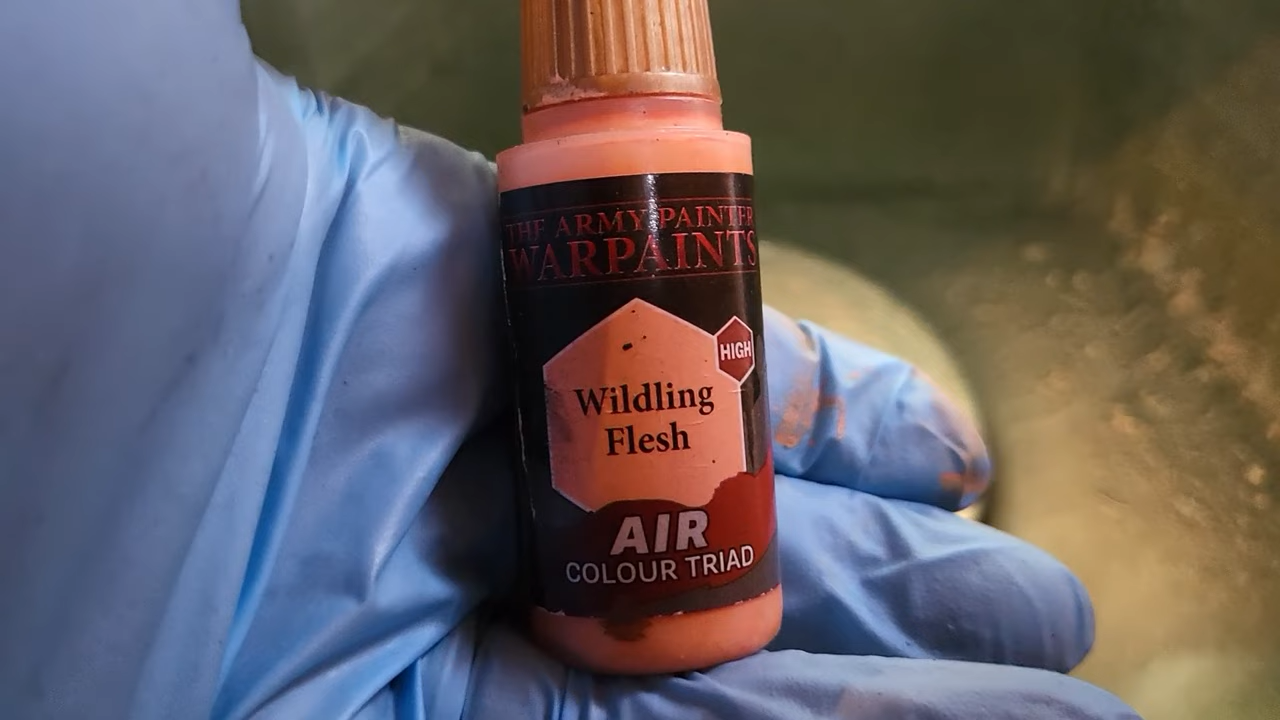 THE ARMY PAINTER
WARPAINTS
HIGH
Wildling
Flesh
AIR
COLOUR TRIAD